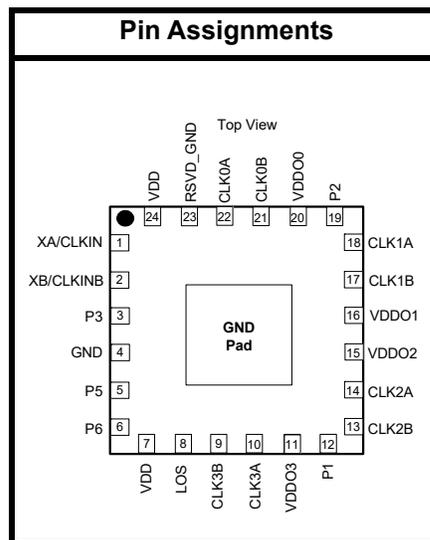 Pin Assignments
Top View
VDD
RSVD_GND
CLK0A
CLK0B
VDDO0
P2
24
23
22
21
20
19
XA/CLKIN 1
XB/CLKINB 2
P3 3
GND 4
P5 5
P6 6
GND
Pad
18 CLK1A
17 CLK1B
16 VDDO1
15 VDDO2
14 CLK2A
13 CLK2B
7
8
9
10
11
12
VDD
LOS
CLK3B
CLK3A
VDDO3
P1